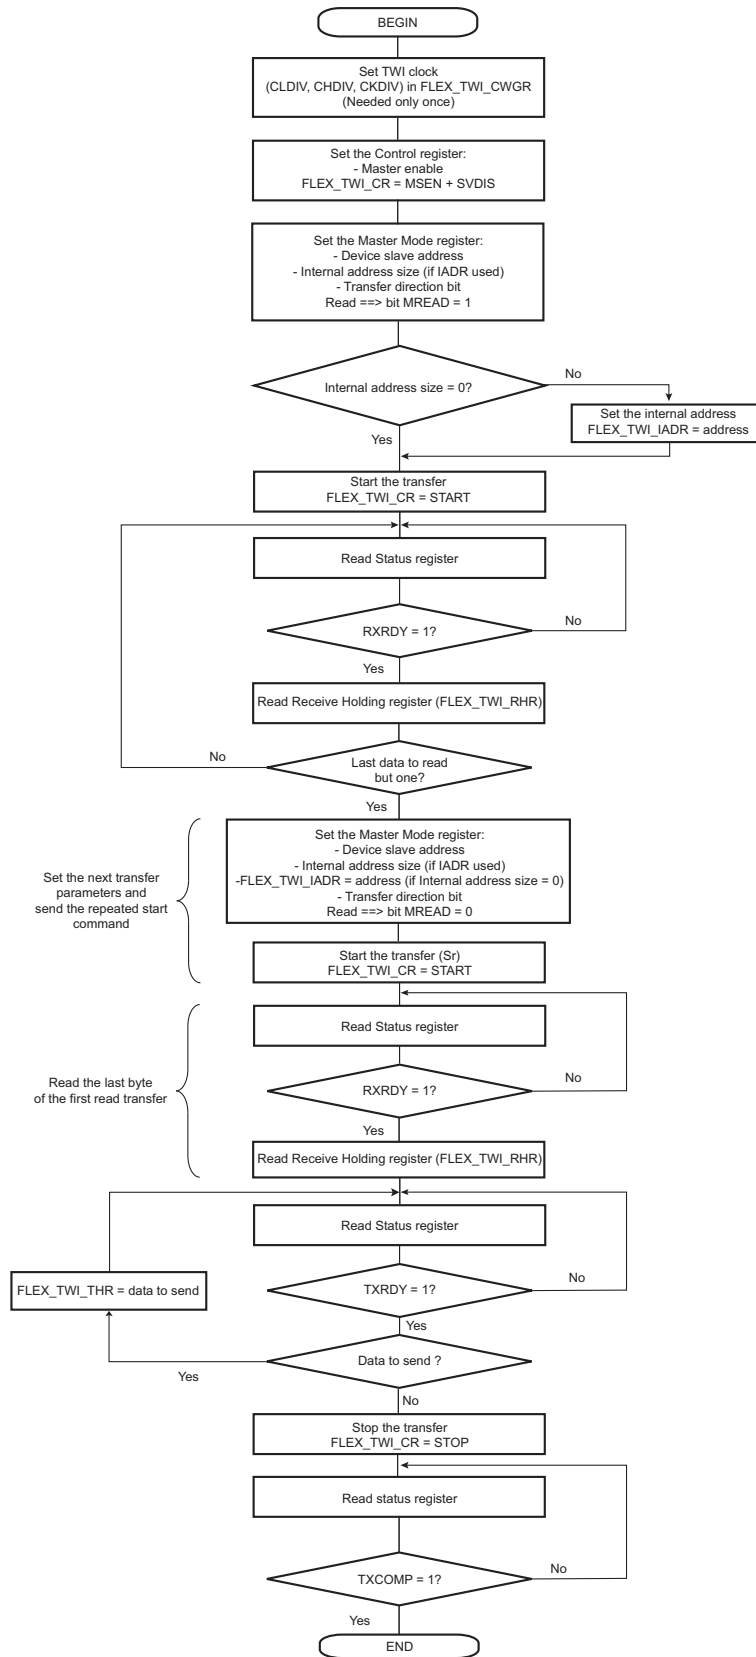 BEGIN
Set TWI clock
(CLDIV, CHDIV, CKDIV) in FLEX_TWI_CWGR
(Needed only once)
Set the Control register:
- Master enable
FLEX_TWI_CR = MSEN + SVDIS
Set the Master Mode register:
- Device slave address
- Internal address size (if IADR used)
- Transfer direction bit
Read ==> bit MREAD = 1
Internal address size = 0?
No
Set the internal address
FLEX_TWI_IADR = address
Yes
Start the transfer
FLEX_TWI_CR = START
Read Status register
RXRDY = 1?
No
Yes
Read Receive Holding register (FLEX_TWI_RHR)
Last data to read
but one?
No
Yes
Set the next transfer
parameters and
send the repeated start
command
Set the Master Mode register:
- Device slave address
- Internal address size (if IADR used)
-FLEX_TWI_IADR = address (if Internal address size = 0)
- Transfer direction bit
Read ==> bit MREAD = 0
Start the transfer (Sr)
FLEX_TWI_CR = START
Read the last byte
of the first read transfer
Read Status register
RXRDY = 1?
No
Yes
Read Receive Holding register (FLEX_TWI_RHR)
Read Status register
TXRDY = 1?
No
FLEX_TWI_THR = data to send
Yes
Data to send ?
Yes
No
Stop the transfer
FLEX_TWI_CR = STOP
Read status register
TXCOMP = 1?
No
Yes
END